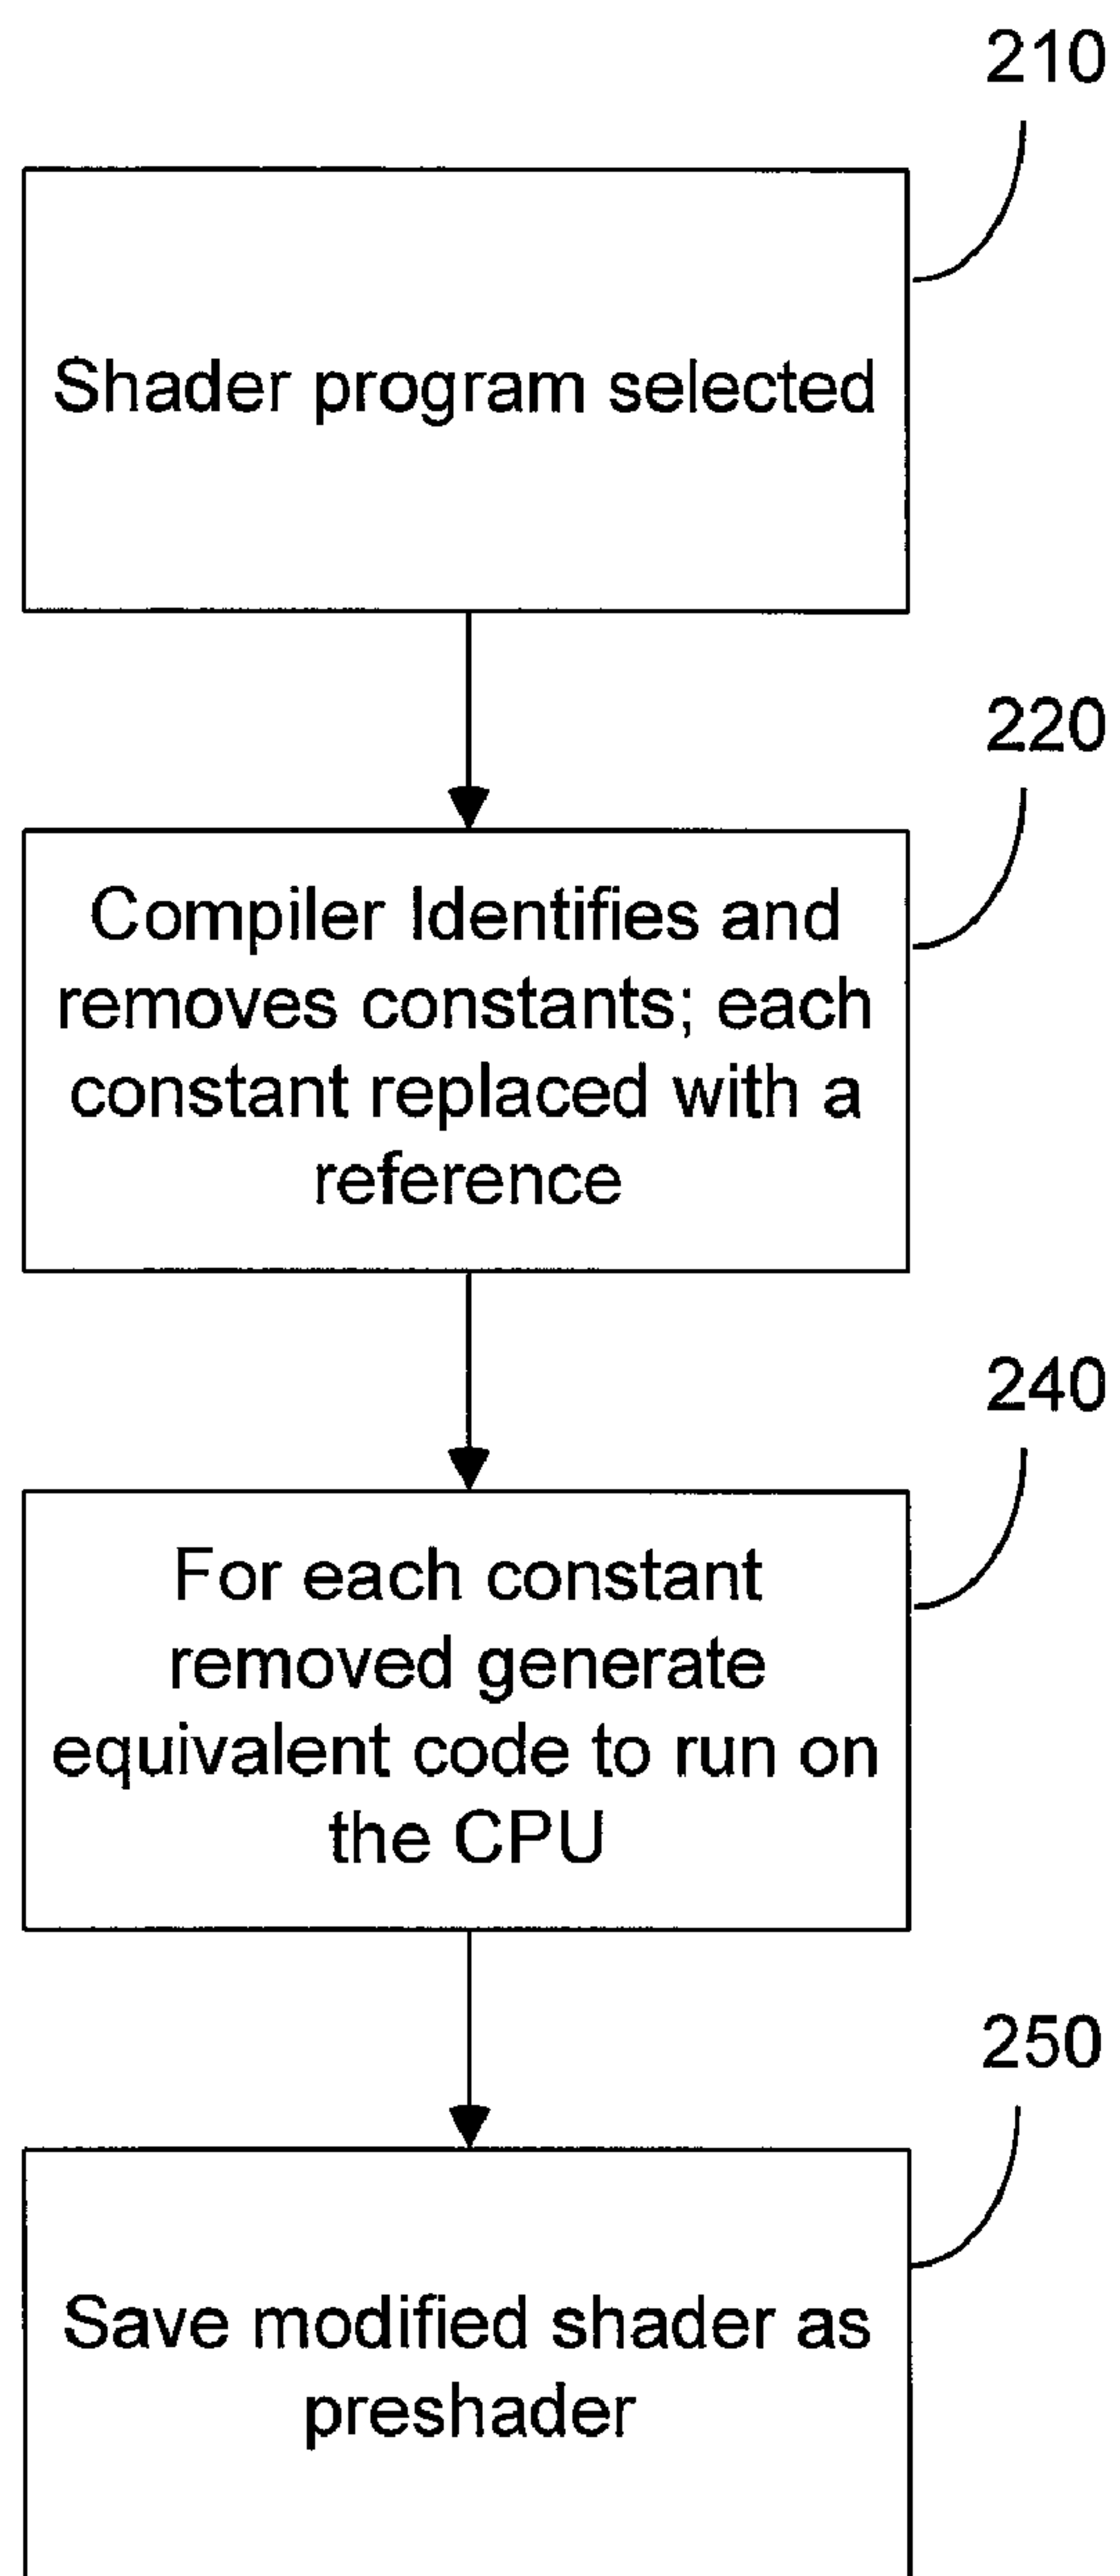 210
Shader program selected
220
Compiler Identifies and
removes constants; each
constant replaced with a
reference
240
For each constant
removed generate
equivalent code to run on
the CPU
250
Save modified shader as
preshader